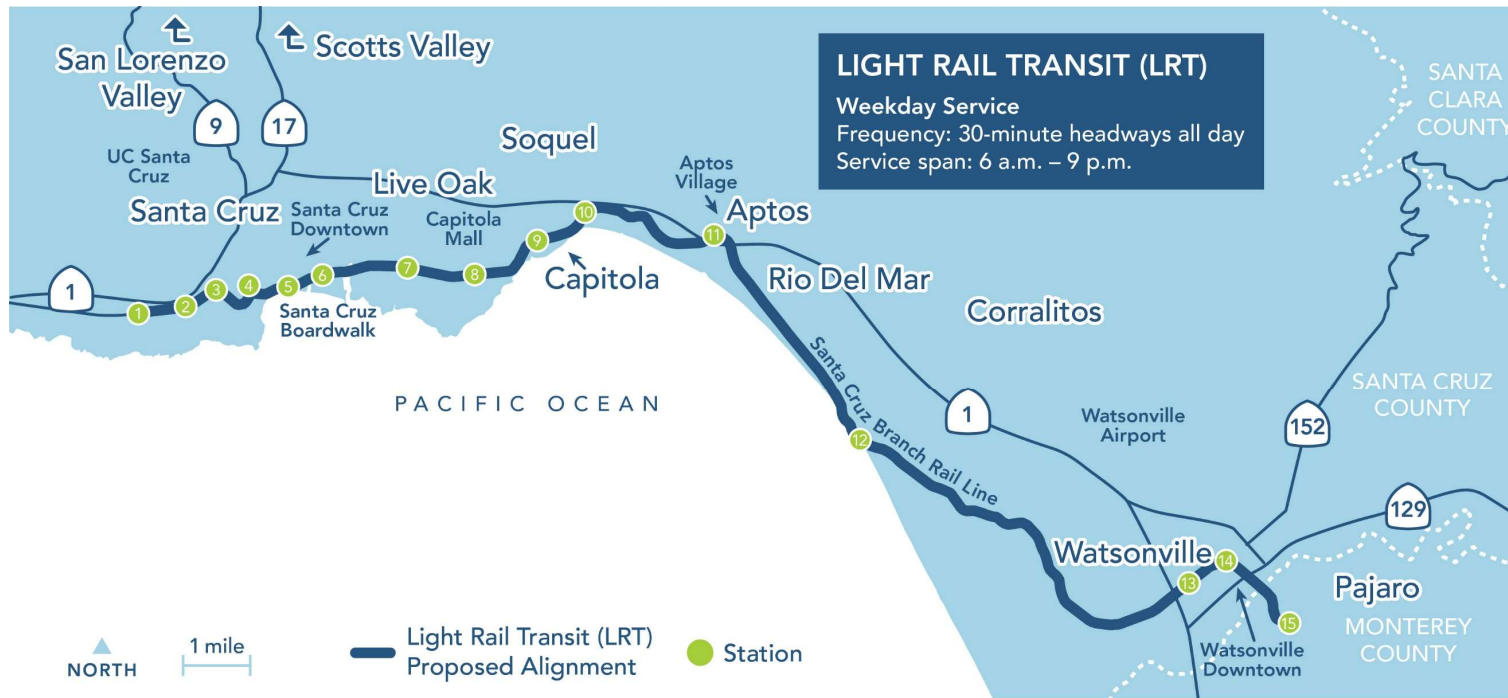 San Lorenzo
Valley
Scotts Valley
LIGHT RAIL TRANSIT (LRT)
Weekday Service
Frequency: 30-minute headways all day
Service span: 6 a.m. – 9 p.m.
SANTA
CLARA
COUNTY
9
17
UC Santa
Cruz
Santa Cruz
Santa Cruz
Downtown
Live Oak
Soquel
Capitola
Mall
Aptos
Village
Aptos
Rio Del Mar
Corralitos
Capitola
Santa Cruz
Boardwalk
1
1
2
3
4
5
6
7
8
9
10
11
12
13
14
15
PACIFIC OCEAN
Santa Cruz Branch Rail Line
1
Watsonville
Airport
152
SANTA CRUZ
COUNTY
129
Watsonville
Pajaro
MONTEREY
COUNTY
Watsonville
Downtown
NORTH
1 mile
Light Rail Transit (LRT)
Proposed Alignment
Station